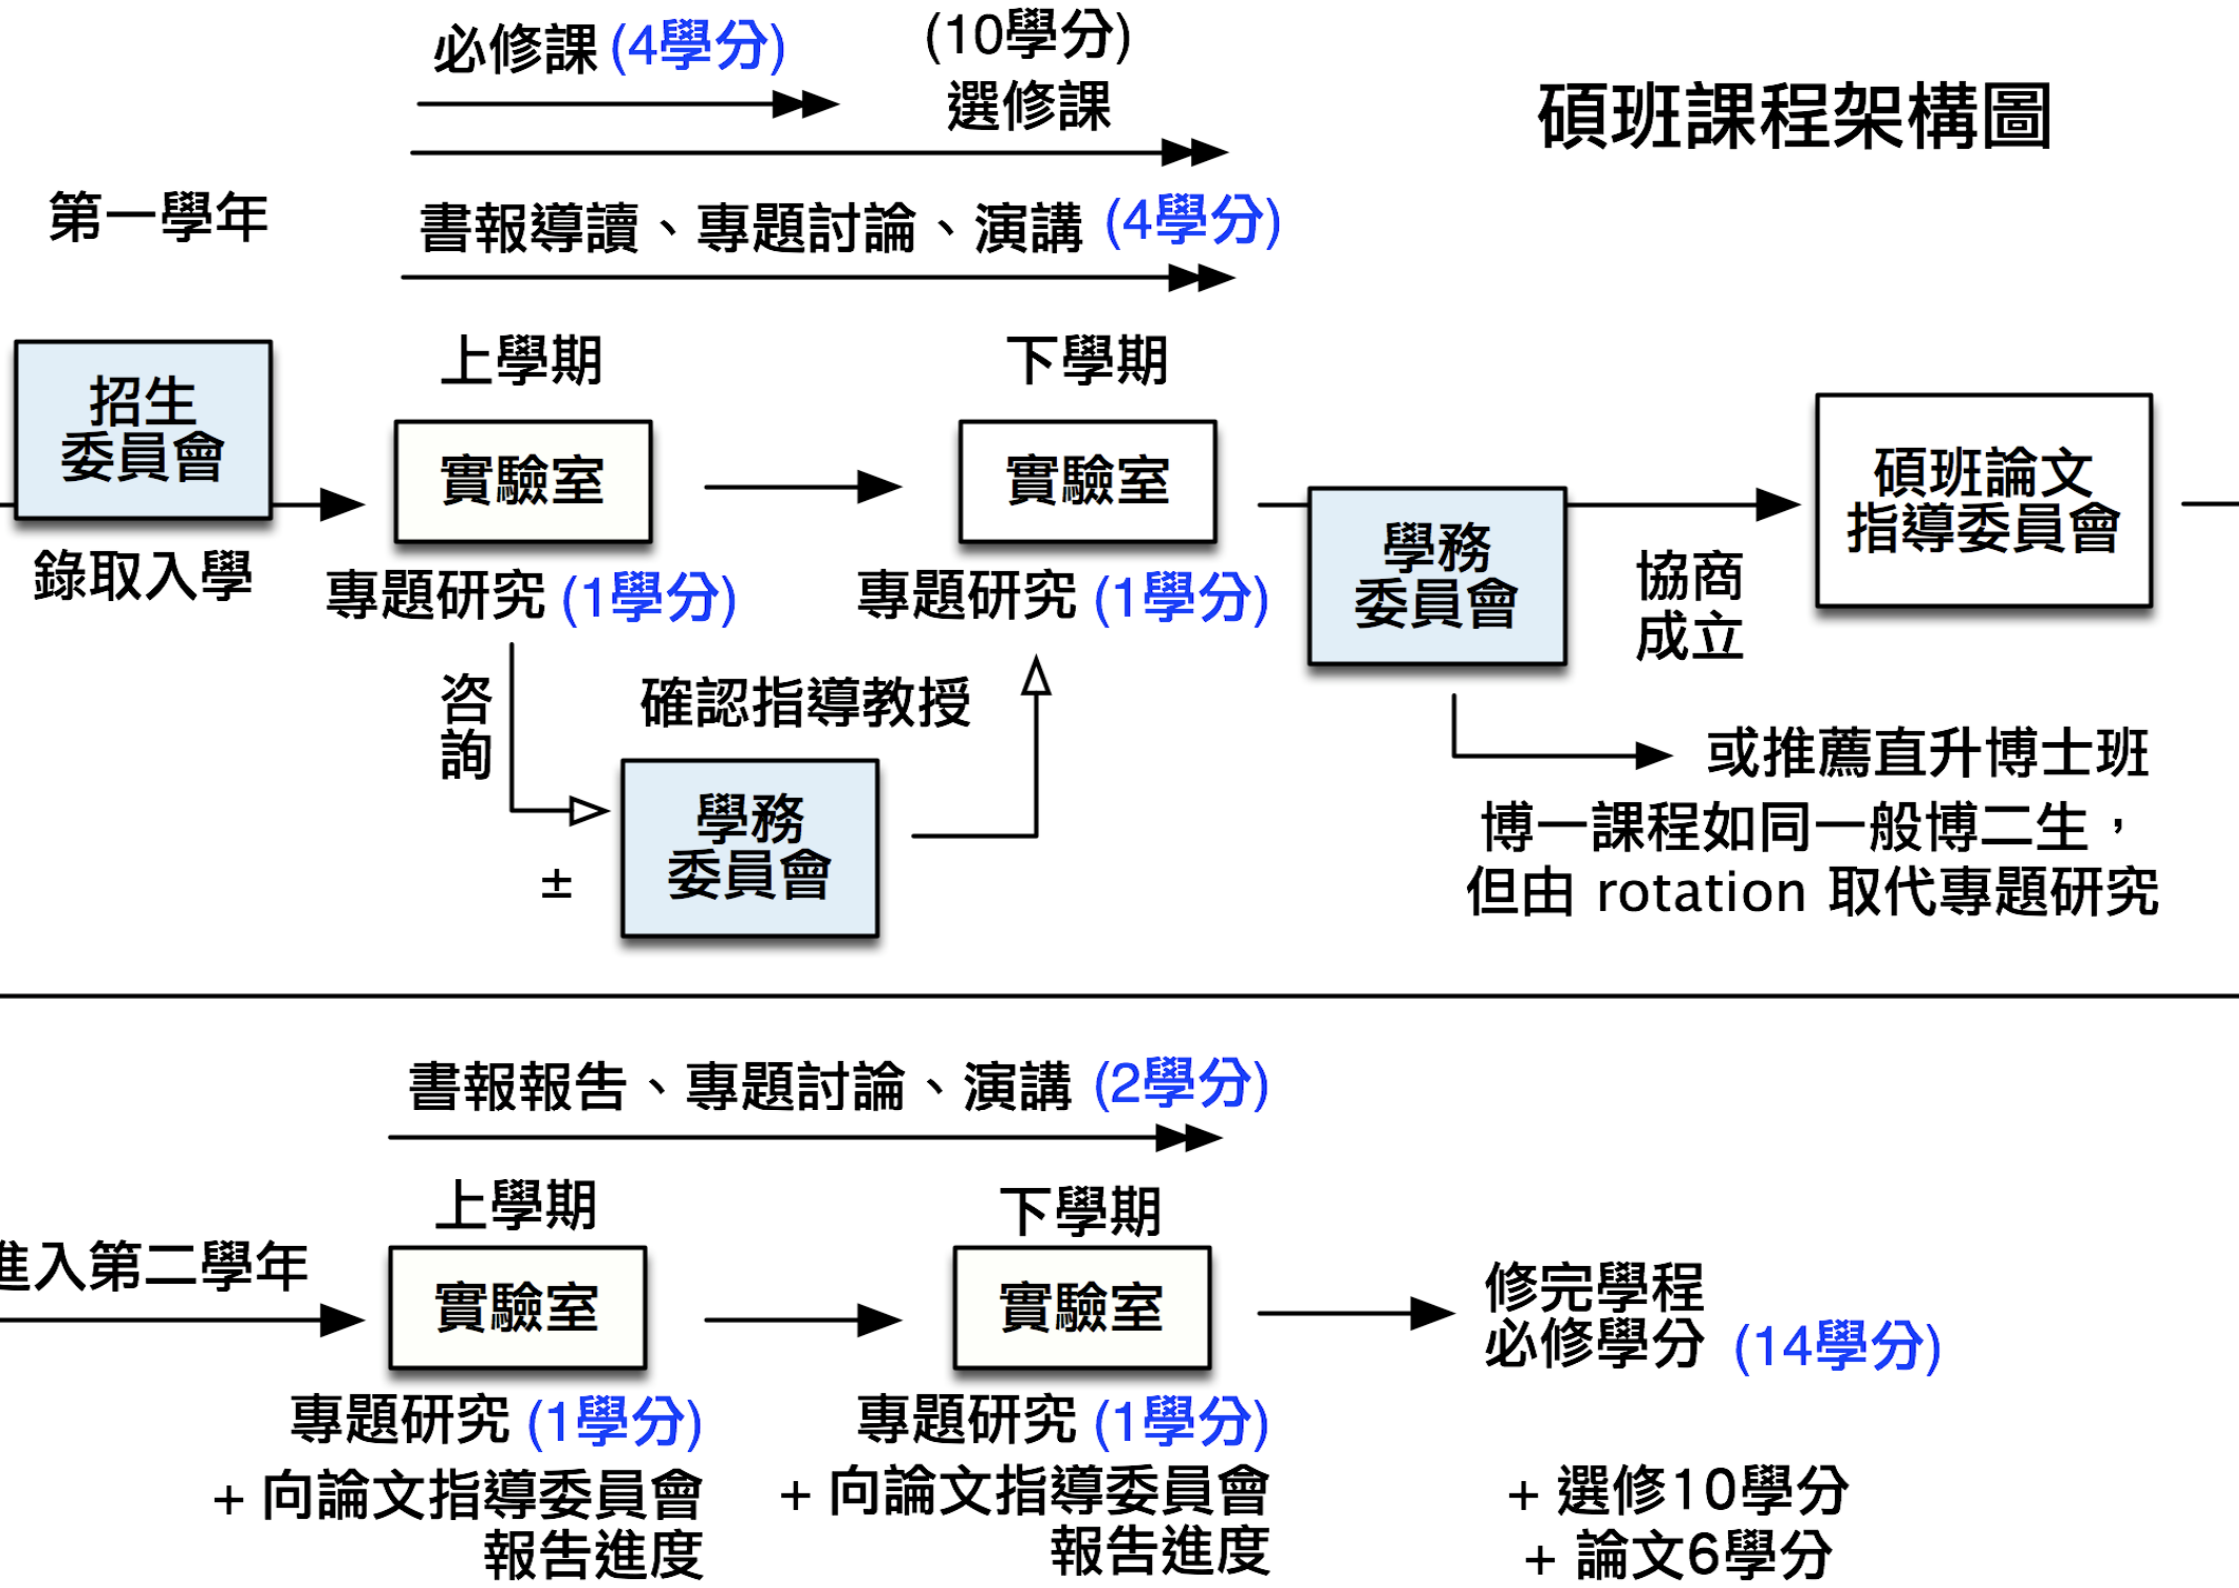 必修課 (4學分)
(10學分)
選修課
碩班課程架構圖
第一學年
書報導讀、專題討論、演講 (4學分)
上學期
下學期
招生
委員會
實驗室
實驗室
碩班論文
指導委員會
學務
委員會
錄取入學
專題研究 (1學分)
專題研究 (1學分)
協商
成立
咨
詢
確認指導教授
學務
委員會
±
或推薦直升博士班
博一課程如同一般博二生，
但由 rotation 取代專題研究
書報報告、專題討論、演講 (2學分)
上學期
下學期
進入第二學年
實驗室
實驗室
修完學程
必修學分 (14學分)
專題研究 (1學分)
+ 向論文指導委員會
報告進度
專題研究 (1學分)
+ 向論文指導委員會
報告進度
+ 選修10學分
+ 論文6學分